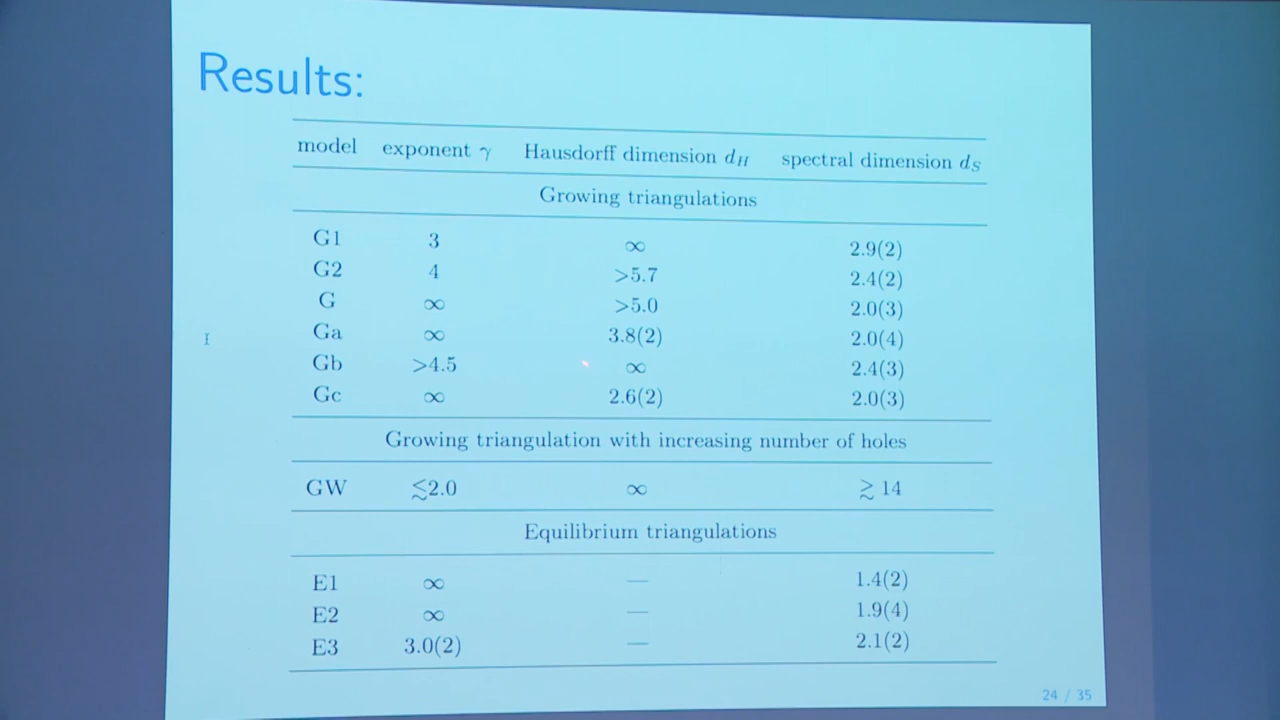 Results:
model exponent γ Hausdorff dimension d_H spectral dimension d_S
Growing triangulations
G1 3 ∞ 2.9(2)
G2 4 >5.7 2.4(2)
G ∞ >5.0 2.0(3)
Ga ∞ 3.8(2) 2.0(4)
Gb >4.5 ∞ 2.4(3)
Gc ∞ 2.6(2) 2.0(3)
Growing triangulation with increasing number of holes
GW ≲2.0 ∞ ≳ 14
Equilibrium triangulations
E1 ∞ — 1.4(2)
E2 ∞ — 1.9(4)
E3 3.0(2) — 2.1(2)
24 / 35